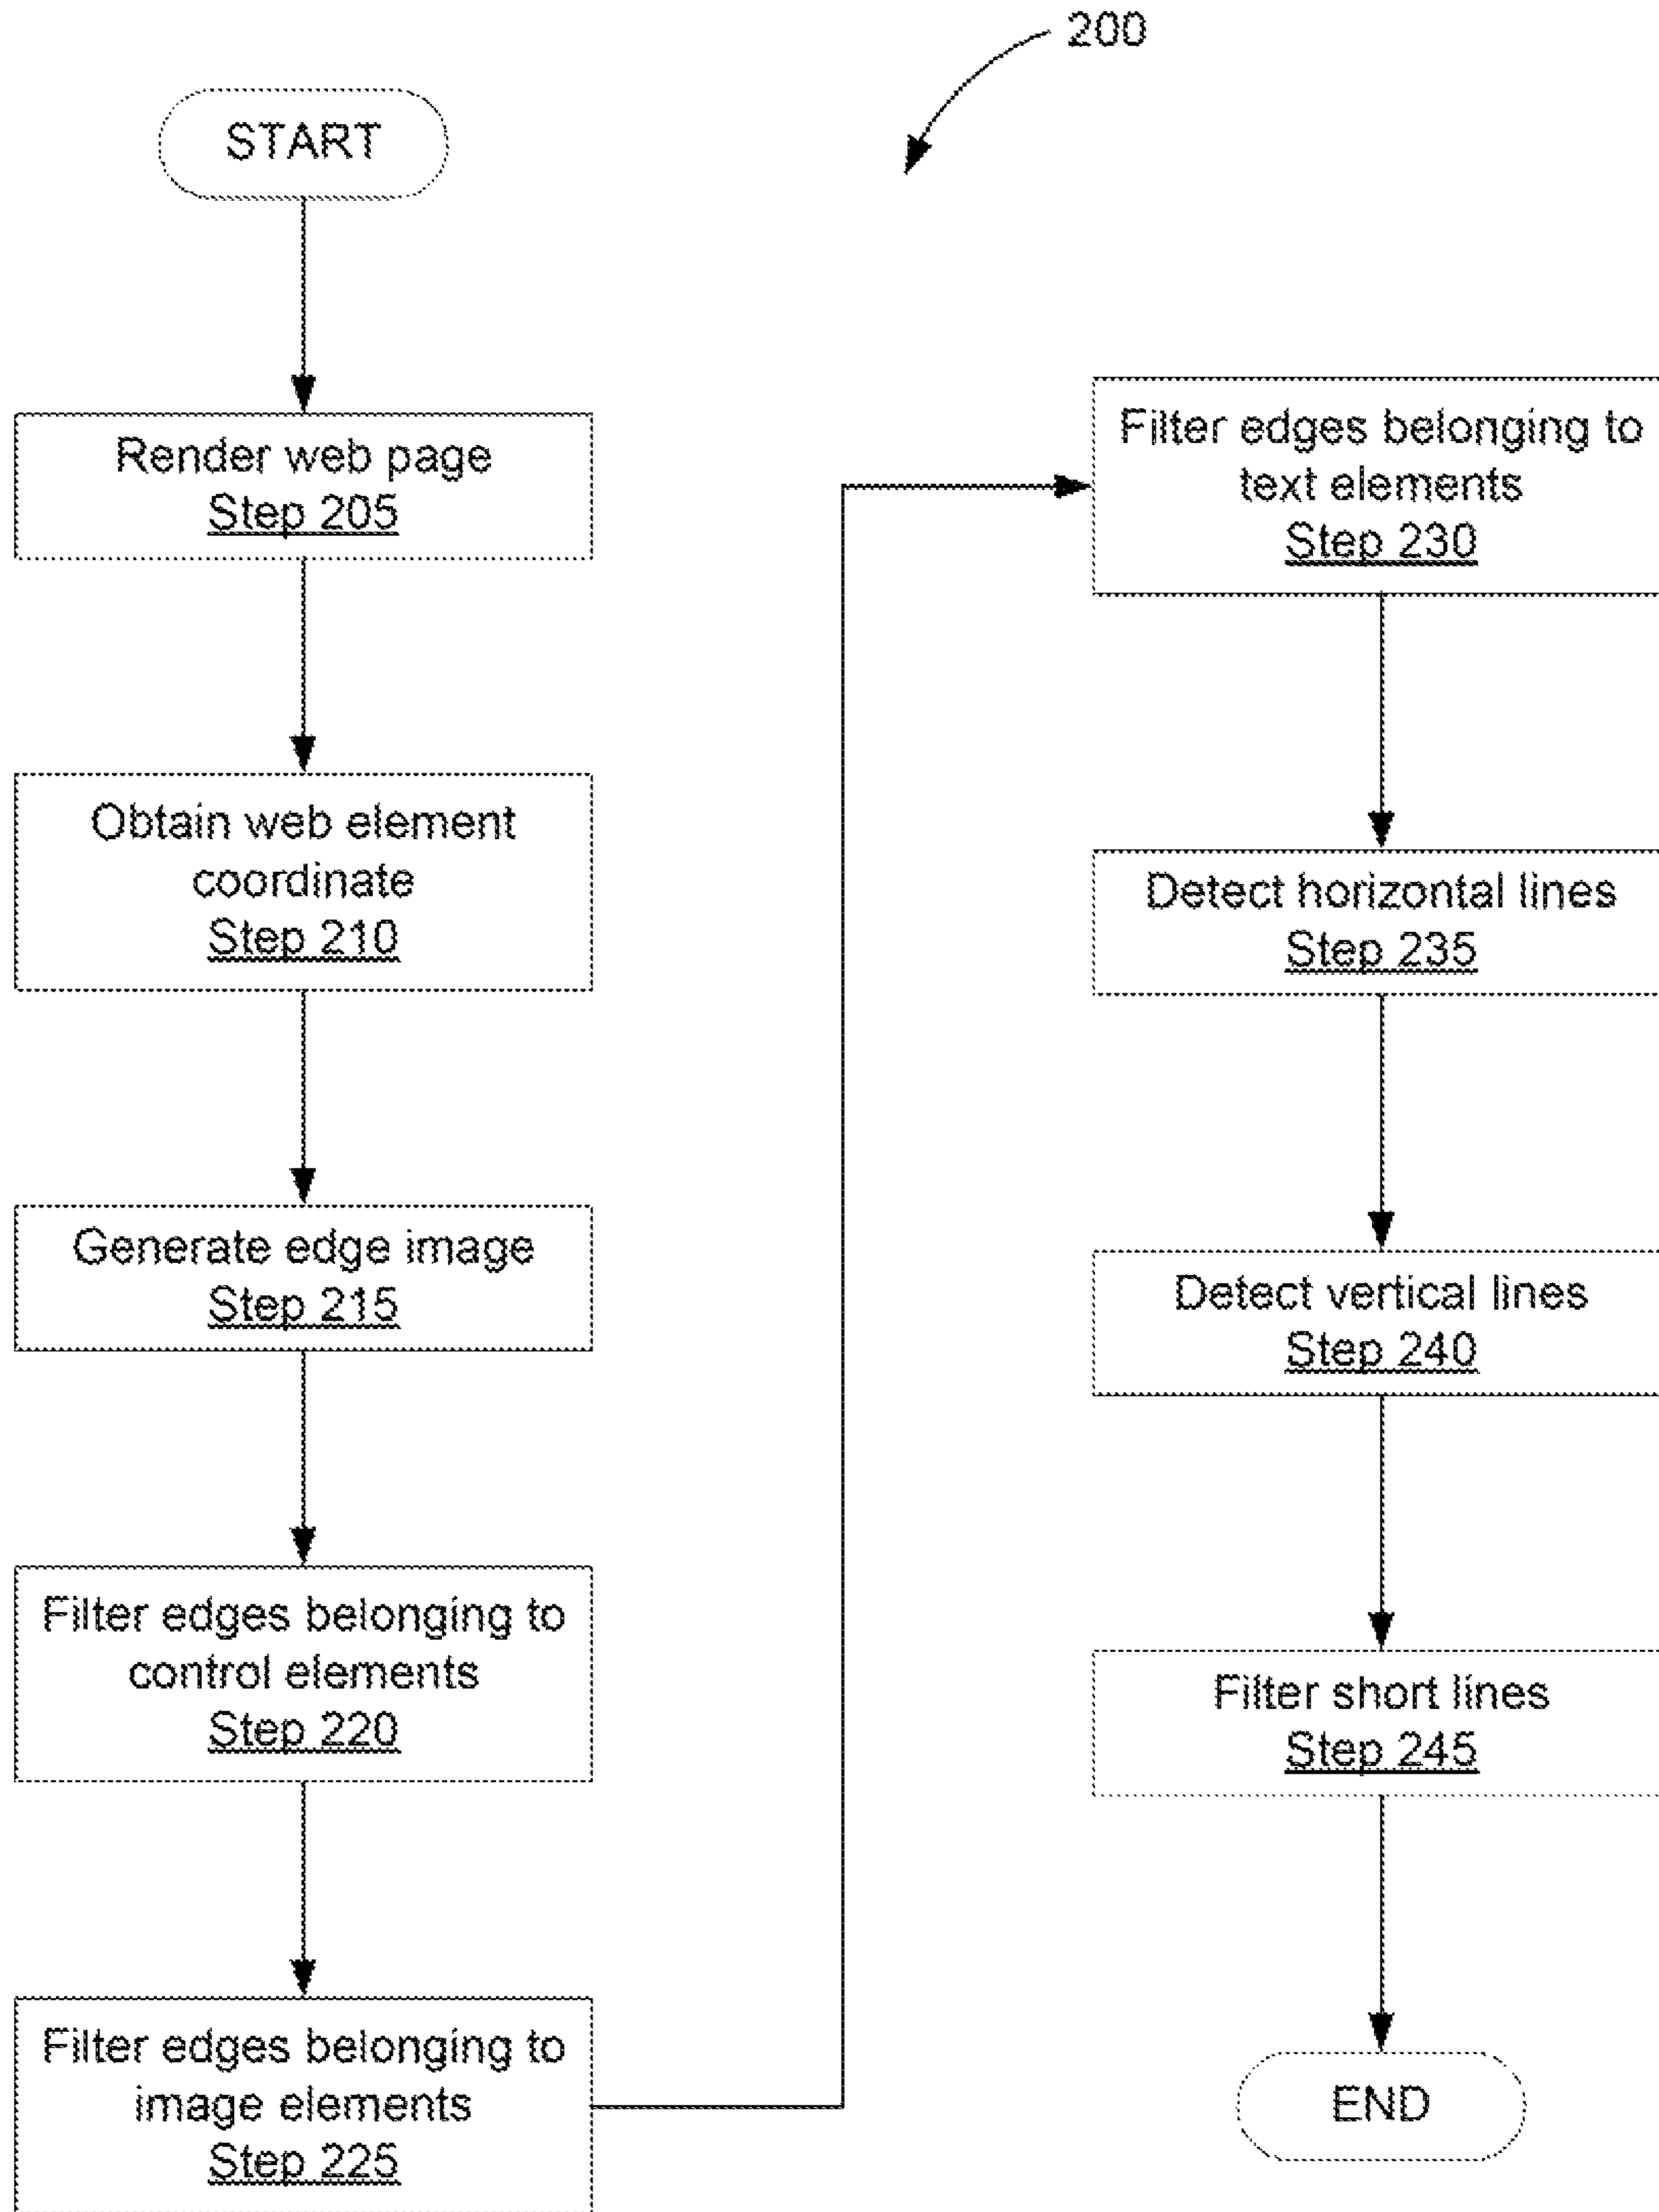 200
START
Render web page
Step 205
Obtain web element
coordinate
Step 210
Generate edge image
Step 215
Filter edges belonging to
control elements
Step 220
Filter edges belonging to
image elements
Step 225
Filter edges belonging to
text elements
Step 230
Detect horizontal lines
Step 235
Detect vertical lines
Step 240
Filter short lines
Step 245
END